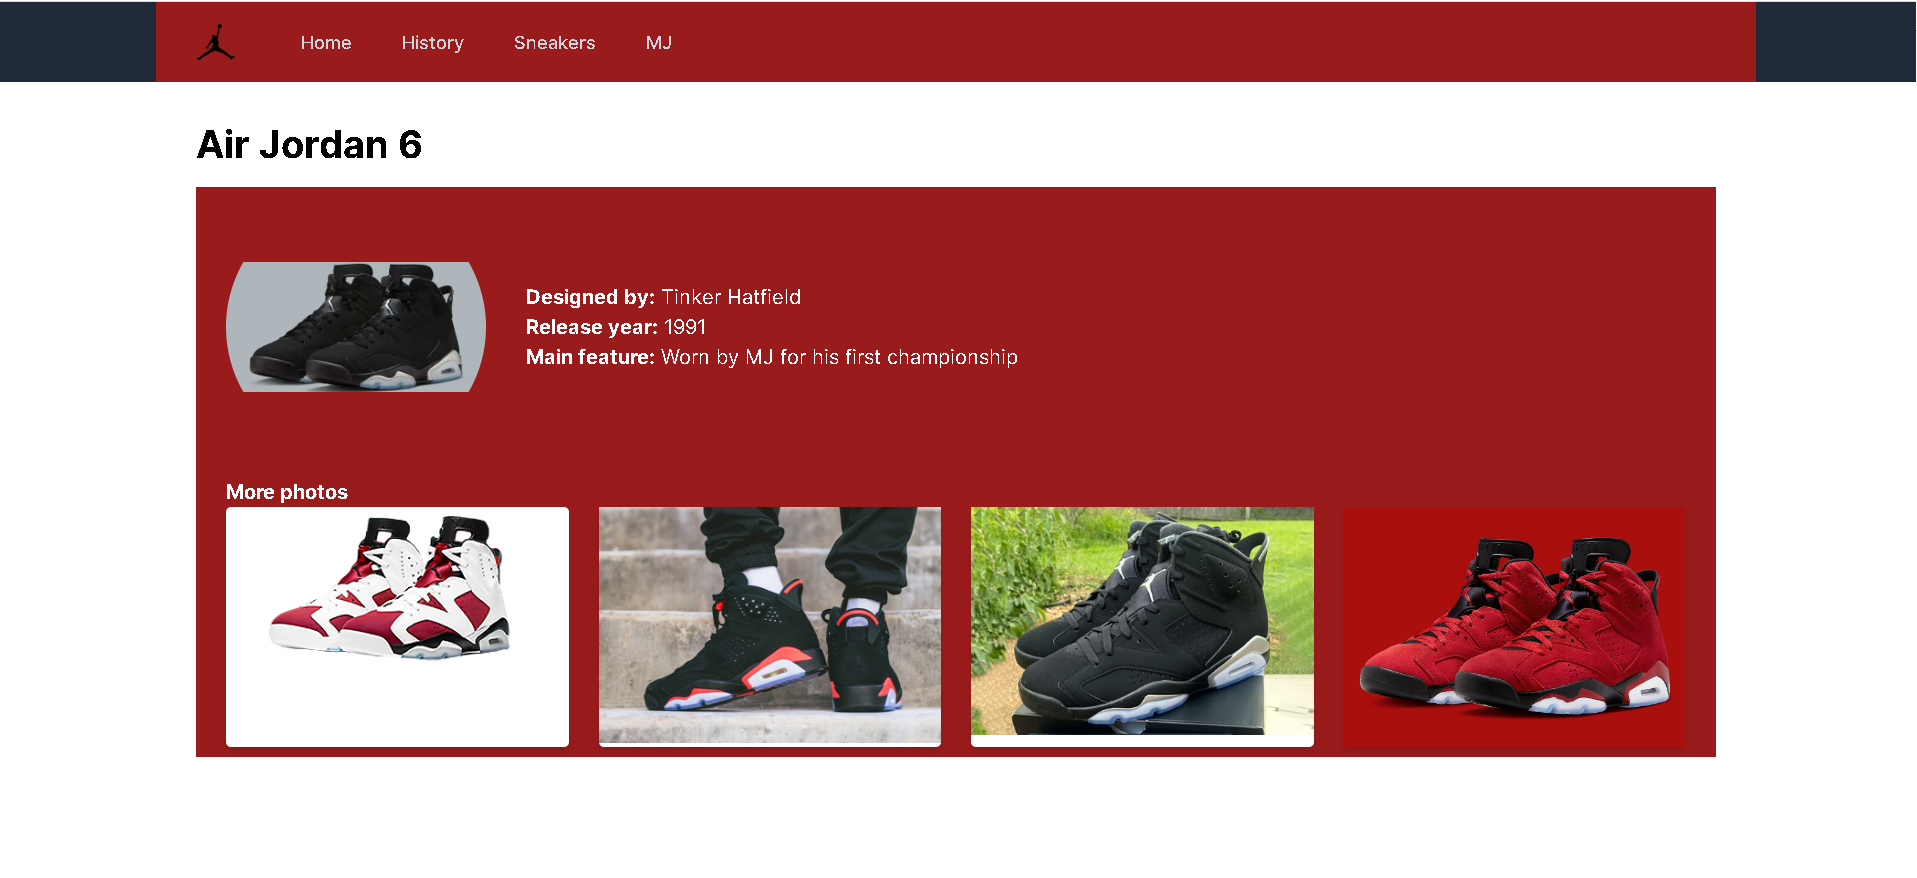 Home History Sneakers MJ
Air Jordan 6
Designed by: Tinker Hatfield
Release year: 1991
Main feature: Worn by MJ for his first championship
More photos